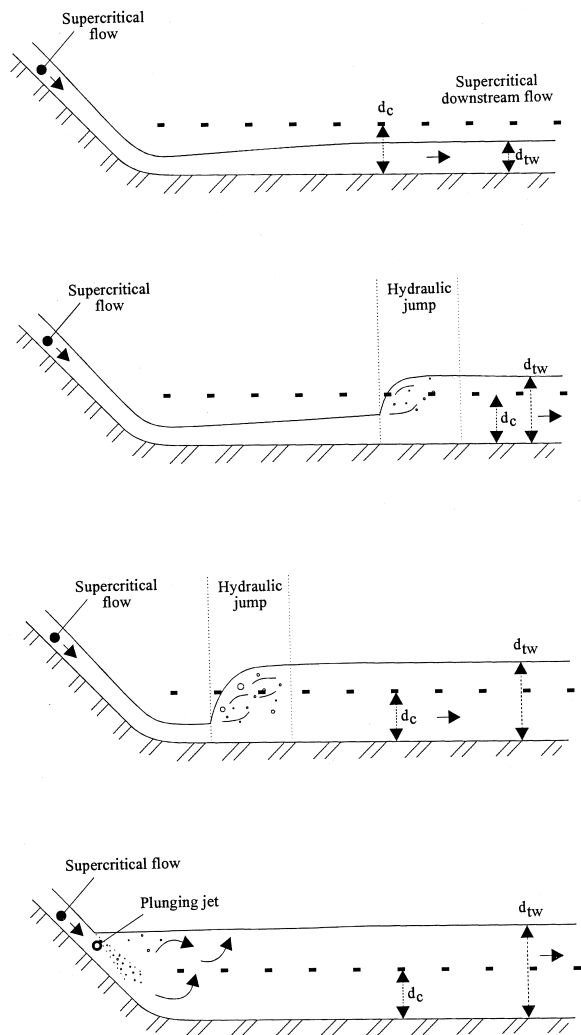 Supercritical
flow
Supercritical
downstream flow
dc
dtw
Supercritical
flow
Hydraulic
jump
dtw
dc
Supercritical
flow
Hydraulic
jump
dtw
dc
Supercritical flow
Plunging jet
dtw
dc